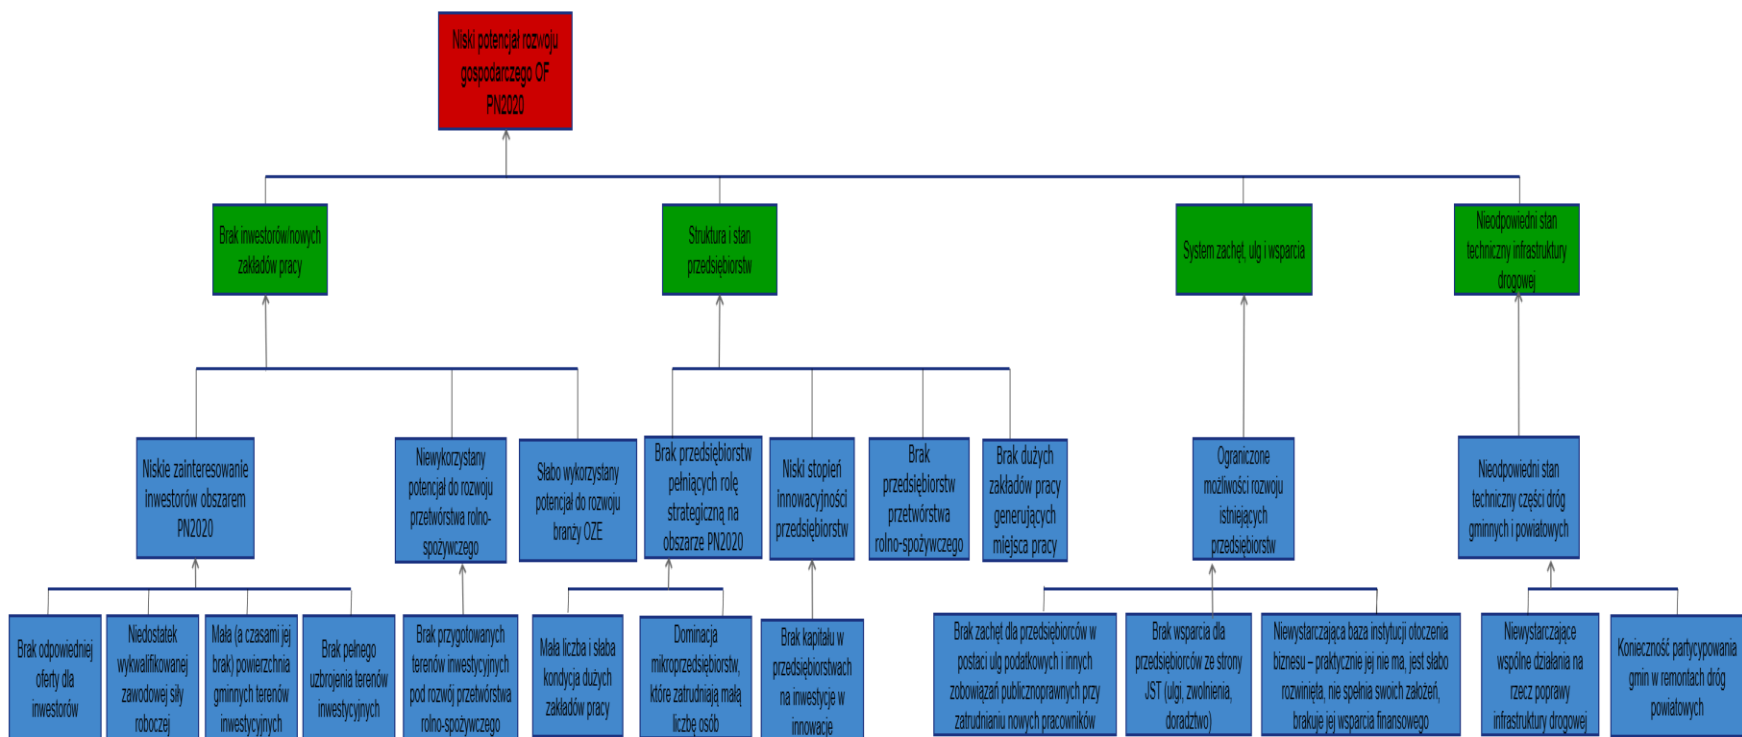 Niski potencjał rozwoju
gospodarczego OF
PN2020
Brak inwestorów/nowych
zakładów pracy
Struktura i stan
przedsiębiorstw
System zachęt, ulg i wsparcia
Nieodpowiedni stan
techniczny infrastruktury
drogowej
Niskie zainteresowanie
inwestorów obszarem
PN2020
Niewykorzystany
potencjał do rozwoju
przetwórstwa rolno-
spożywczego
Słabo wykorzystany
potencjał do rozwoju
branży OZE
Brak przedsiębiorstw
pełniących rolę
strategiczną na
obszarze PN2020
Niski stopień
innowacyjności
przedsiębiorstw
Brak
przedsiębiorstw
przetwórstwa
rolno-spożywczego
Brak dużych
zakładów pracy
generujących
miejsca pracy
Ograniczone
możliwości rozwoju
istniejących
przedsiębiorstw
Nieodpowiedni stan
techniczny części dróg
gminnych i powiatowych
Brak odpowiedniej
oferty dla
inwestorów
Niedostatek
wykwalifikowanej
zawodowej siły
roboczej
Mała (a czasami jej
brak) powierzchnia
gminnych terenów
inwestycyjnych
Brak pełnego
uzbrojenia terenów
inwestycyjnych
Brak przygotowanych
terenów inwestycyjnych
pod rozwój przetwórstwa
rolno-spożywczego
Mała liczba i słaba
kondycja dużych
zakładów pracy
Dominacja
mikroprzedsiębiorstw,
które zatrudniają małą
liczbę osób
Brak kapitału w
przedsiębiorstwach
na inwestycje w
innowacje
Brak zachęt dla przedsiębiorców w
postaci ulg podatkowych i innych
zobowiązań publicznoprawnych przy
zatrudnianiu nowych pracowników
Brak wsparcia dla
przedsiębiorców ze strony
JST (ulgi, zwolnienia,
doradztwo)
Niewystarczająca baza instytucji otoczenia
biznesu – praktycznie jej nie ma, jest słabo
rozwinięta, nie spełnia swoich założeń,
brakuje jej wsparcia finansowego
Niewystarczające
wspólne działania na
rzecz poprawy
infrastruktury drogowej
Konieczność partycypowania
gmin w remontach dróg
powiatowych